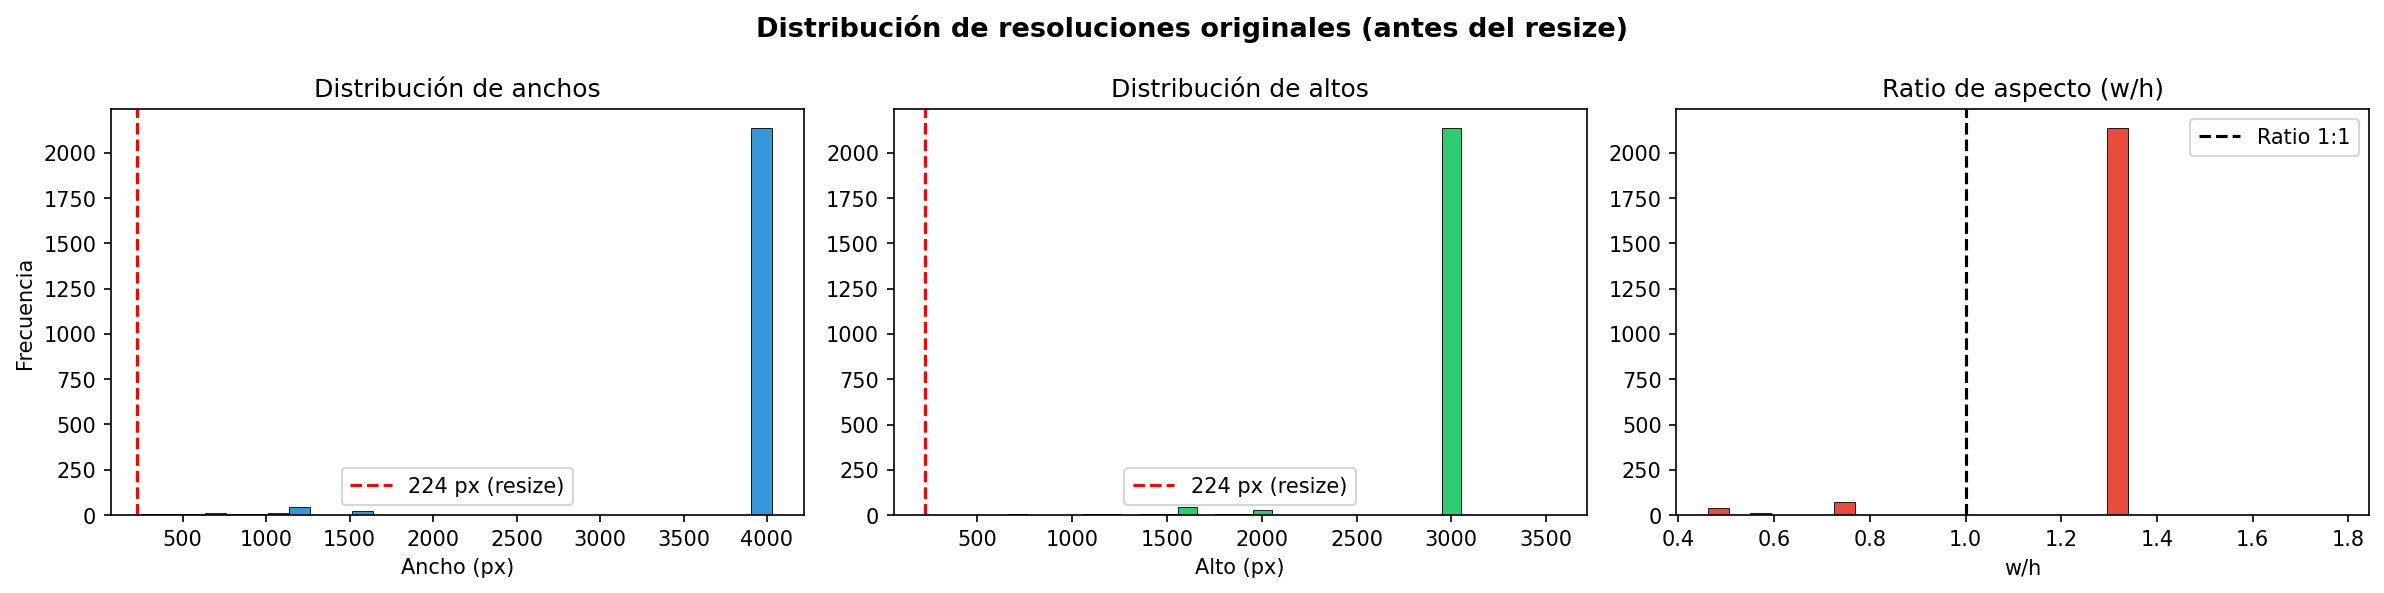 Distribución de resoluciones originales (antes del resize)
Distribución de anchos
Frecuencia
2000
1750
1500
1250
1000
750
500
250
0
224 px (resize)
500 1000 1500 2000 2500 3000 3500 4000
Ancho (px)
Distribución de altos
2000
1750
1500
1250
1000
750
500
250
0
224 px (resize)
500 1000 1500 2000 2500 3000 3500
Alto (px)
Ratio de aspecto (w/h)
Ratio 1:1
2000
1750
1500
1250
1000
750
500
250
0
0.4 0.6 0.8 1.0 1.2 1.4 1.6 1.8
w/h